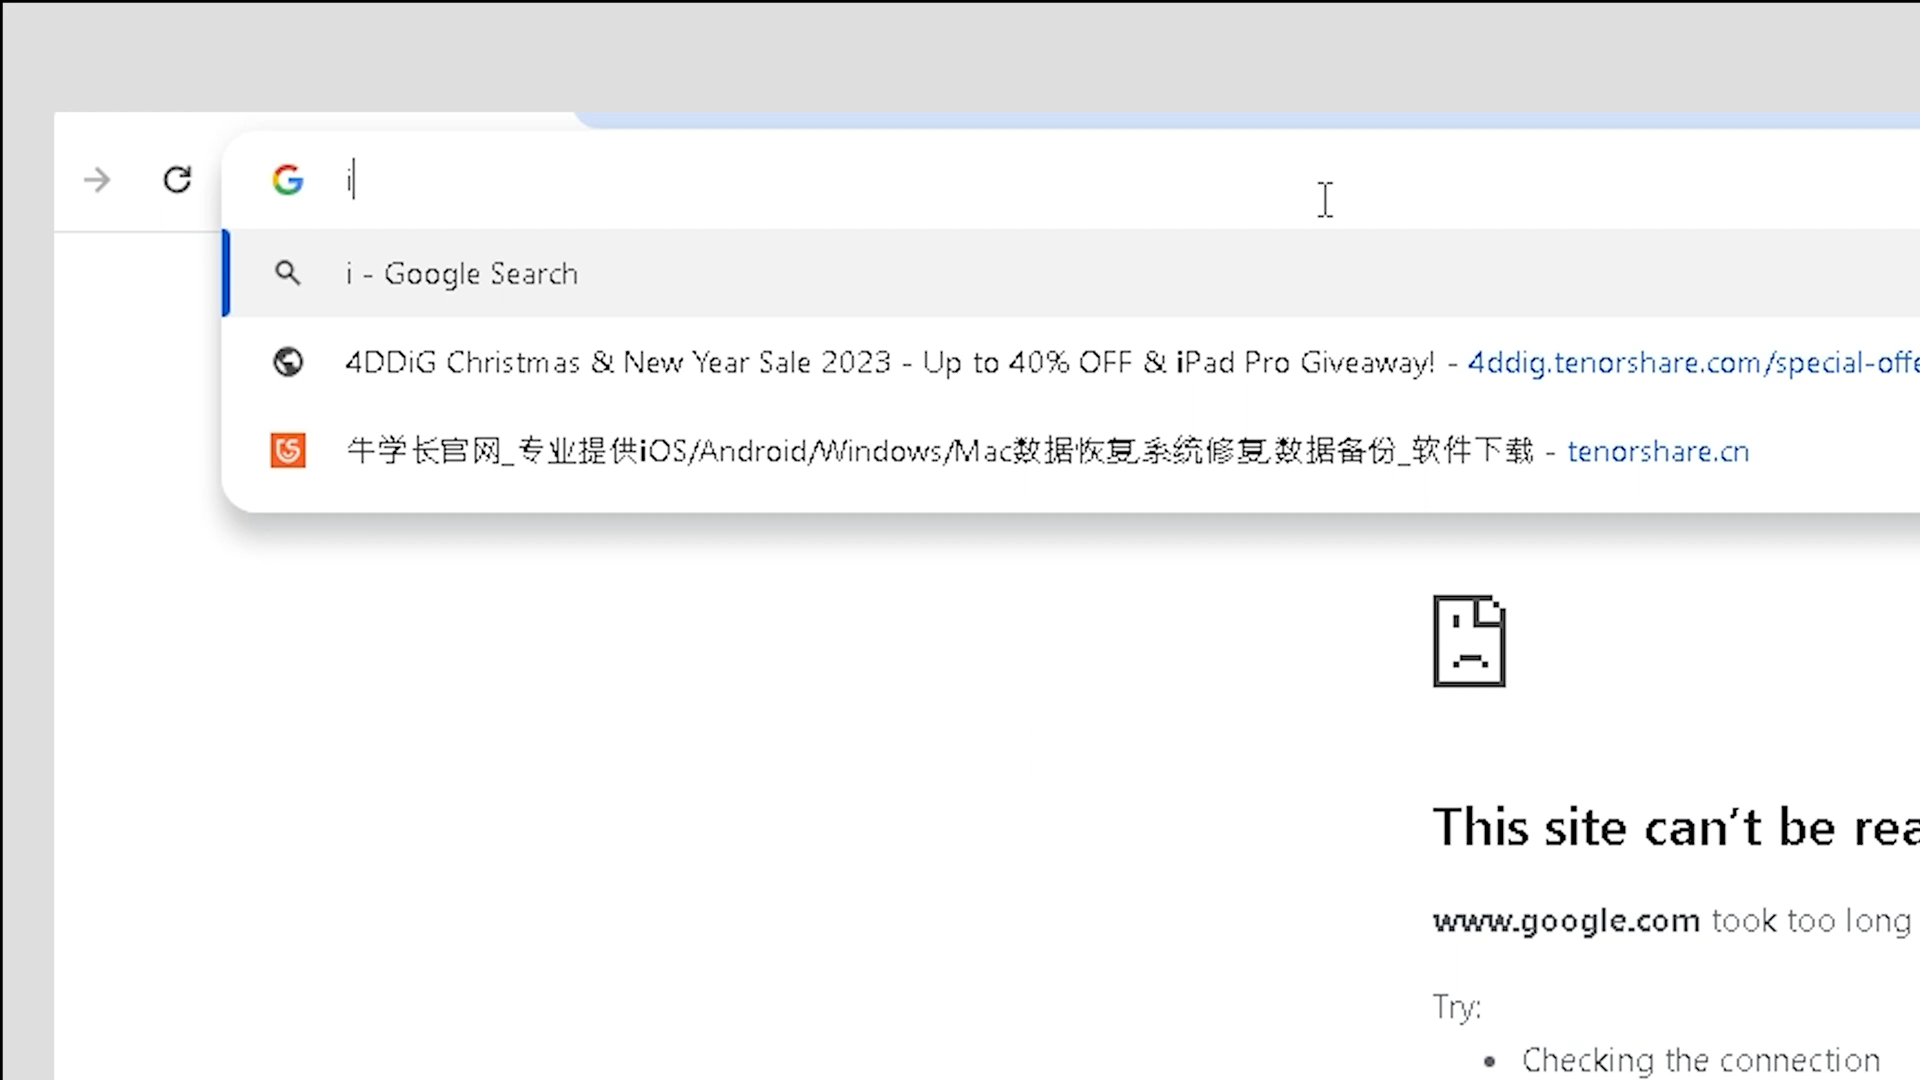 i
i - Google Search
4DDiG Christmas & New Year Sale 2023 - Up to 40% OFF & iPad Pro Giveaway! - 4ddig.tenorshare.com/special-offe
牛学长官网_专业提供iOS/Android/Windows/Mac数据恢复,系统修复,数据备份_软件下载 - tenorshare.cn
This site can't be rea
www.google.com took too long
Try:
• Checking the connection